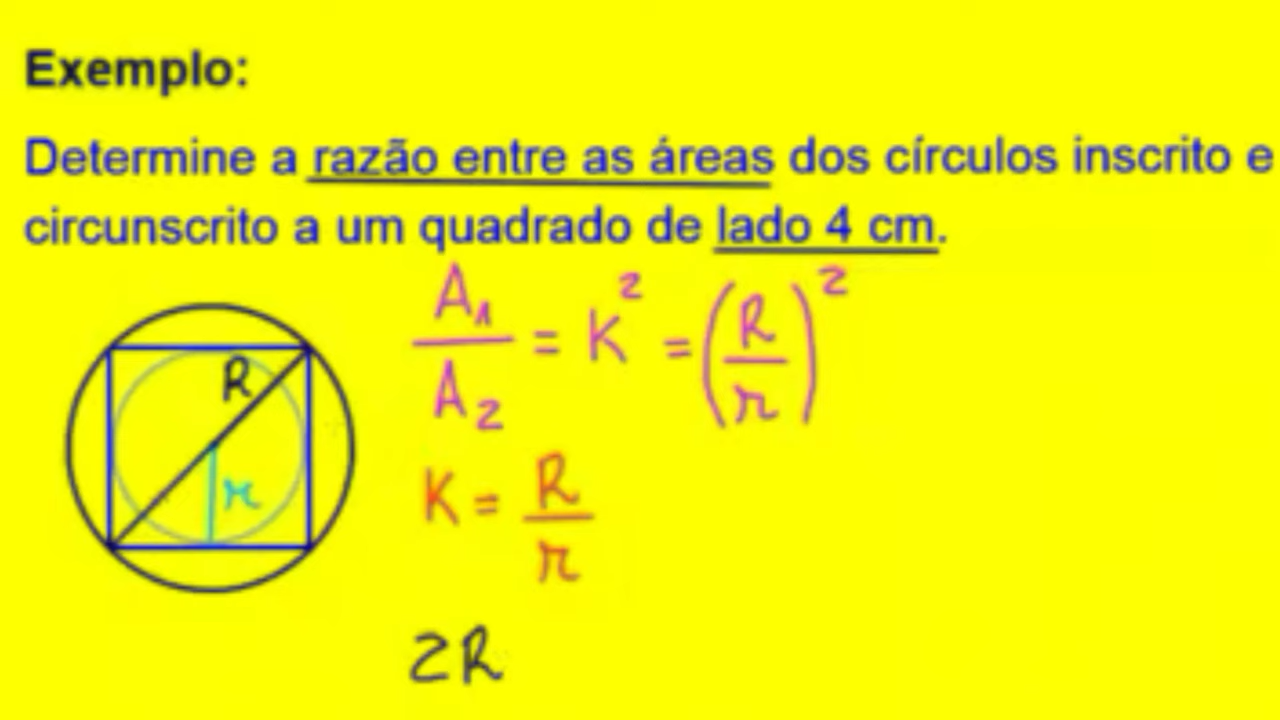 Exemplo:
Determine a razão entre as áreas dos círculos inscrito e
circunscrito a um quadrado de lado 4 cm.
A₁/A₂ = K² = (R/r)²
R
r
K = R/r
2R